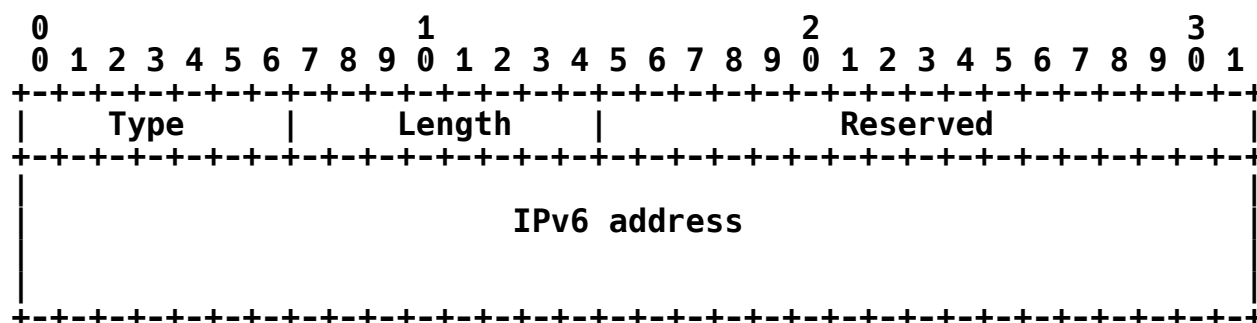 0                   1                   2                   3
 0 1 2 3 4 5 6 7 8 9 0 1 2 3 4 5 6 7 8 9 0 1 2 3 4 5 6 7 8 9 0 1
+-+-+-+-+-+-+-+-+-+-+-+-+-+-+-+-+-+-+-+-+-+-+-+-+-+-+-+-+-+-+-+-+
|    Type     |     Length    |            Reserved             |
+-+-+-+-+-+-+-+-+-+-+-+-+-+-+-+-+-+-+-+-+-+-+-+-+-+-+-+-+-+-+-+-+
|                                                               |
|                         IPv6 address                          |
|                                                               |
|                                                               |
+-+-+-+-+-+-+-+-+-+-+-+-+-+-+-+-+-+-+-+-+-+-+-+-+-+-+-+-+-+-+-+-+